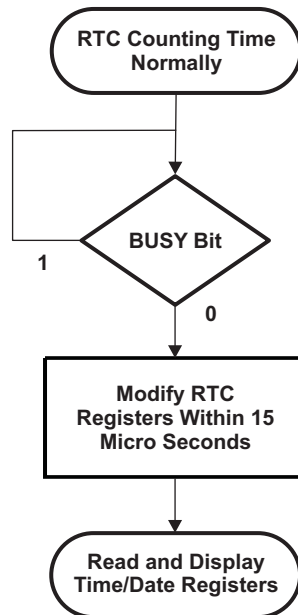 RTC Counting Time
Normally
BUSY Bit
1
0
Modify RTC
Registers Within 15
Micro Seconds
Read and Display
Time/Date Registers